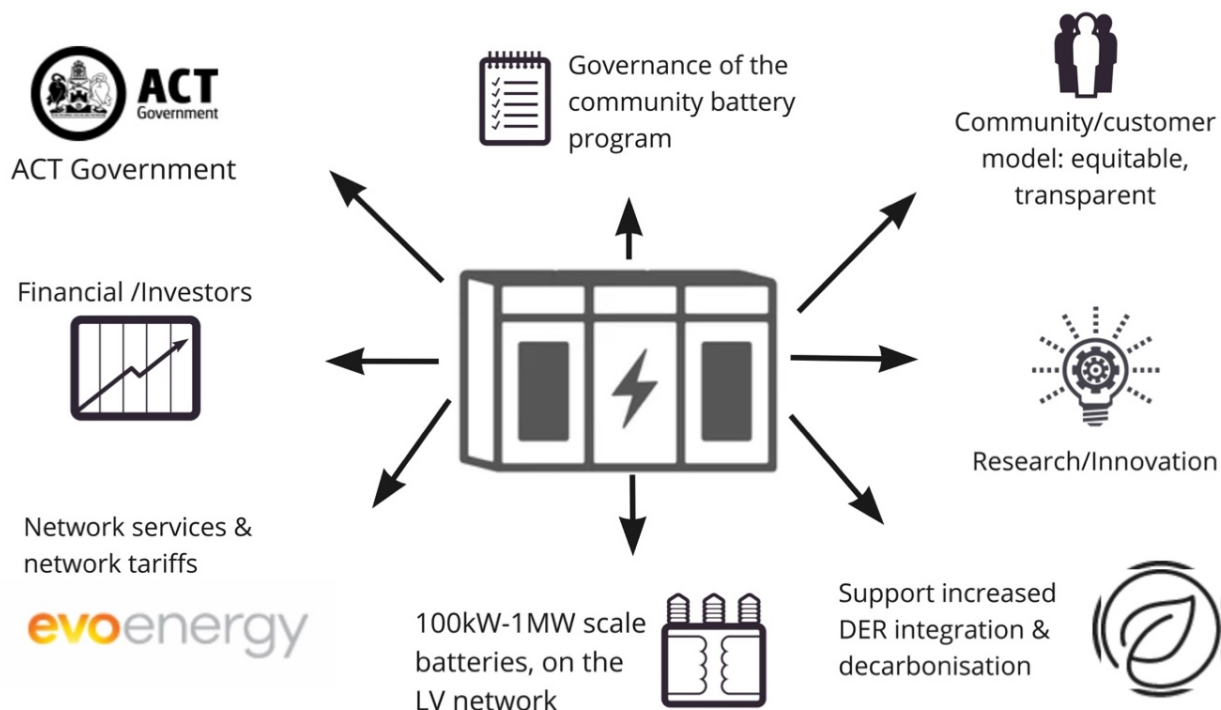 ACT
Government
ACT Government
Governance of the
community battery
program
Community/customer
model: equitable,
transparent
Financial /Investors
Research/Innovation
Network services &
network tariffs
evoenergy
100kW-1MW scale
batteries, on the
LV network
Support increased
DER integration &
decarbonisation